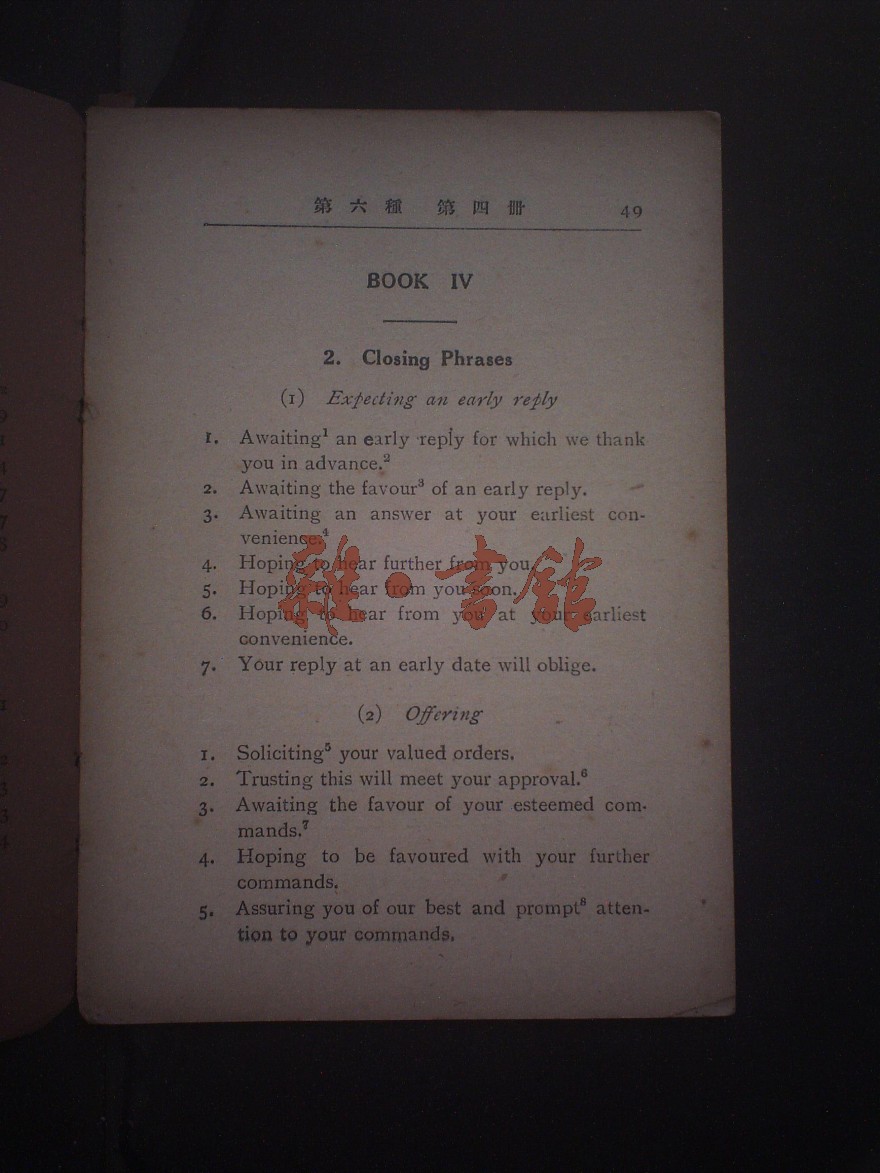 第六種 第四冊 49
BOOK IV
2. Closing Phrases
(1) Expecting an early reply
1. Awaiting¹ an early reply for which we thank
you in advance.²
2. Awaiting the favour³ of an early reply.
3. Awaiting an answer at your earliest con-
venience.⁴
4. Hoping to hear further from you.
5. Hoping to hear from you soon.
6. Hoping to hear from you at your earliest
convenience.
7. Your reply at an early date will oblige.
雜·書館
(2) Offering
1. Soliciting⁵ your valued orders.
2. Trusting this will meet your approval.⁶
3. Awaiting the favour of your esteemed com-
mands.⁷
4. Hoping to be favoured with your further
commands.
5. Assuring you of our best and prompt⁸ atten-
tion to your commands.